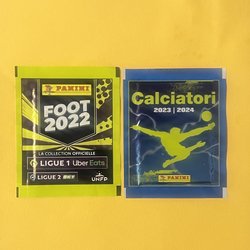 PANINI
FOOT
2022
LA COLLECTION OFFICIELLE
LIGUE 1 Uber Eats
LIGUE 2 BKT
UNFP
Calciatori
2023 | 2024
PANINI